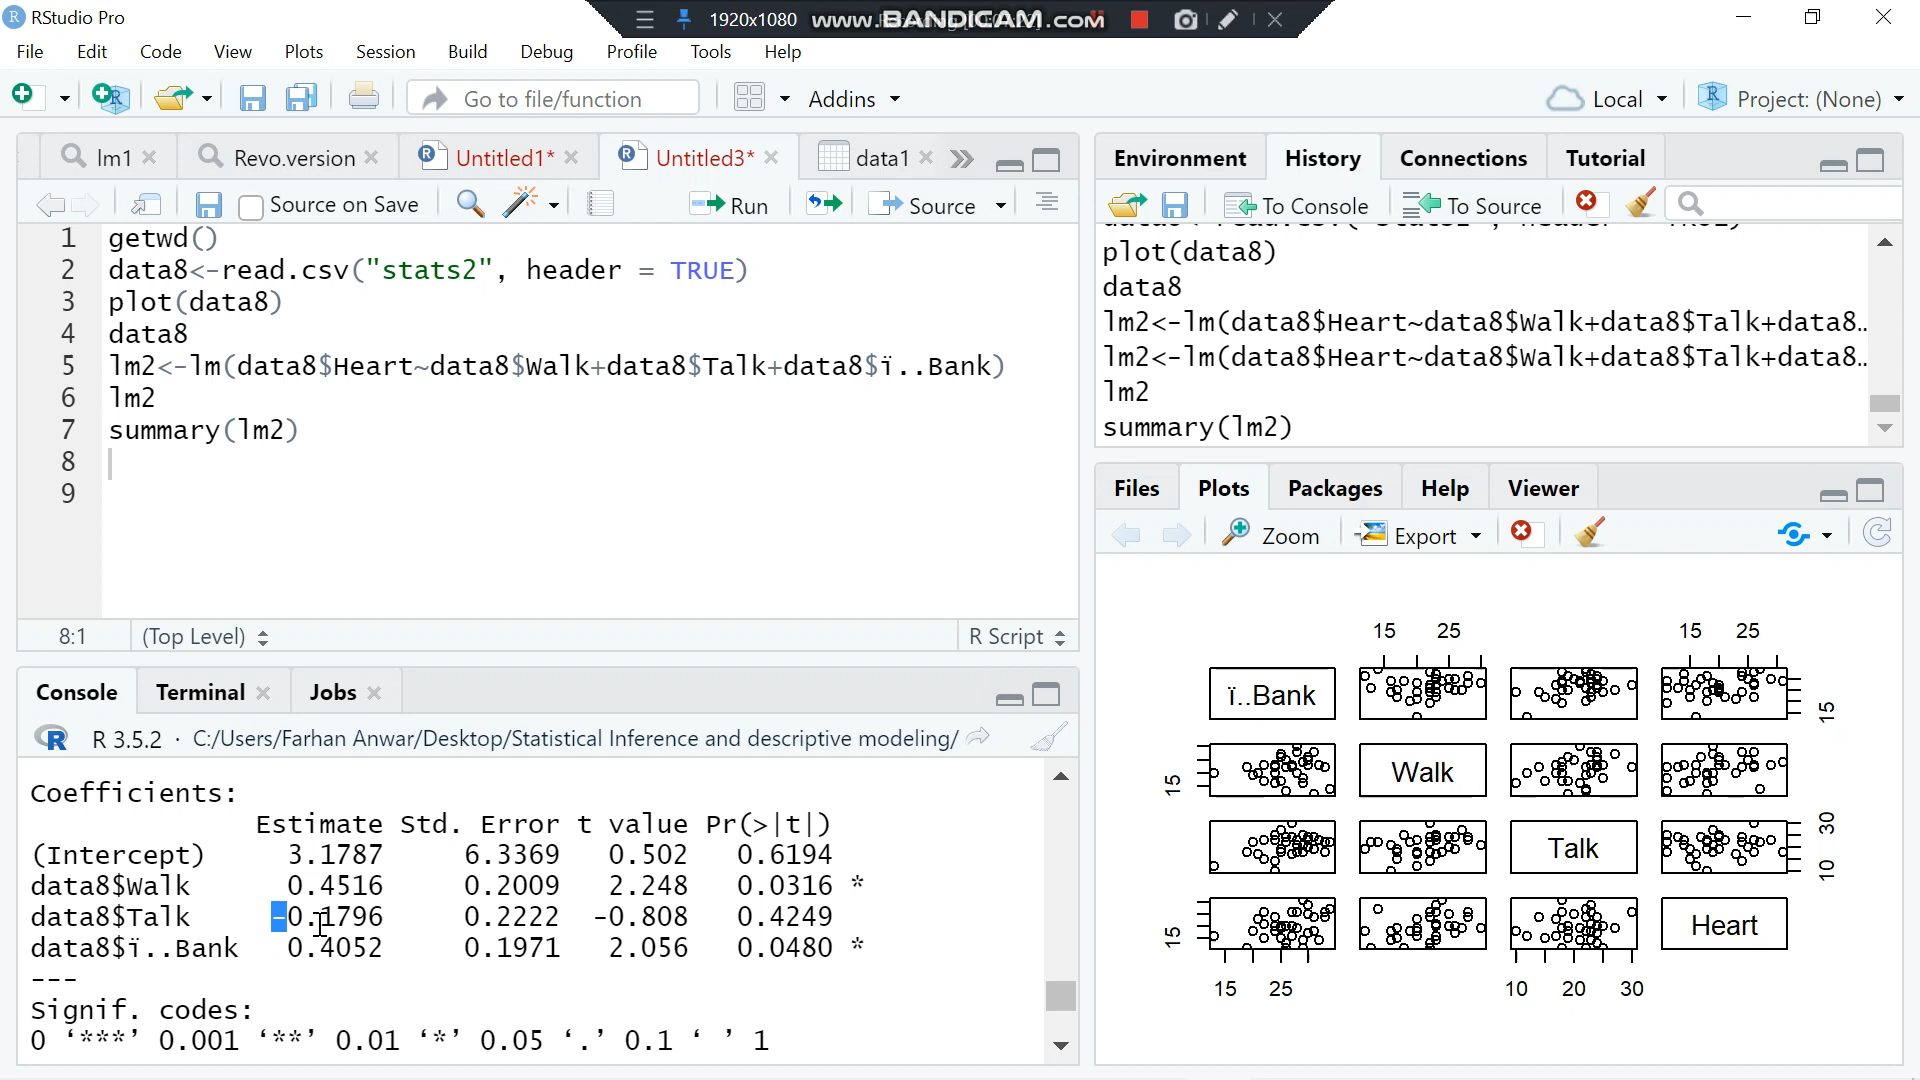 RStudio Pro
1920x1080 www.BANDICAM.com
File Edit Code View Plots Session Build Debug Profile Tools Help
Go to file/function Addins Local Project: (None)
lm1 Revo.version Untitled1* Untitled3* data1
Source on Save Run Source
1 getwd()
2 data8<-read.csv("stats2", header = TRUE)
3 plot(data8)
4 data8
5 lm2<-lm(data8$Heart~data8$Walk+data8$Talk+data8$ï..Bank)
6 lm2
7 summary(lm2)
8
9
8:1 (Top Level) R Script
Console Terminal Jobs
R 3.5.2 · C:/Users/Farhan Anwar/Desktop/Statistical Inference and descriptive modeling/
Coefficients:
Estimate Std. Error t value Pr(>|t|)
(Intercept) 3.1787 6.3369 0.502 0.6194
data8$Walk 0.4516 0.2009 2.248 0.0316 *
data8$Talk -0.1796 0.2222 -0.808 0.4249
data8$ï..Bank 0.4052 0.1971 2.056 0.0480 *
---
Signif. codes:
0 ‘***’ 0.001 ‘**’ 0.01 ‘*’ 0.05 ‘.’ 0.1 ‘ ’ 1
Environment History Connections Tutorial
To Console To Source
plot(data8)
data8
lm2<-lm(data8$Heart~data8$Walk+data8$Talk+data8..
lm2<-lm(data8$Heart~data8$Walk+data8$Talk+data8..
lm2
summary(lm2)
Files Plots Packages Help Viewer
Zoom Export
15 25 15 25
ï..Bank 15
15 Walk
Talk 10 30
15 Heart
15 25 10 20 30